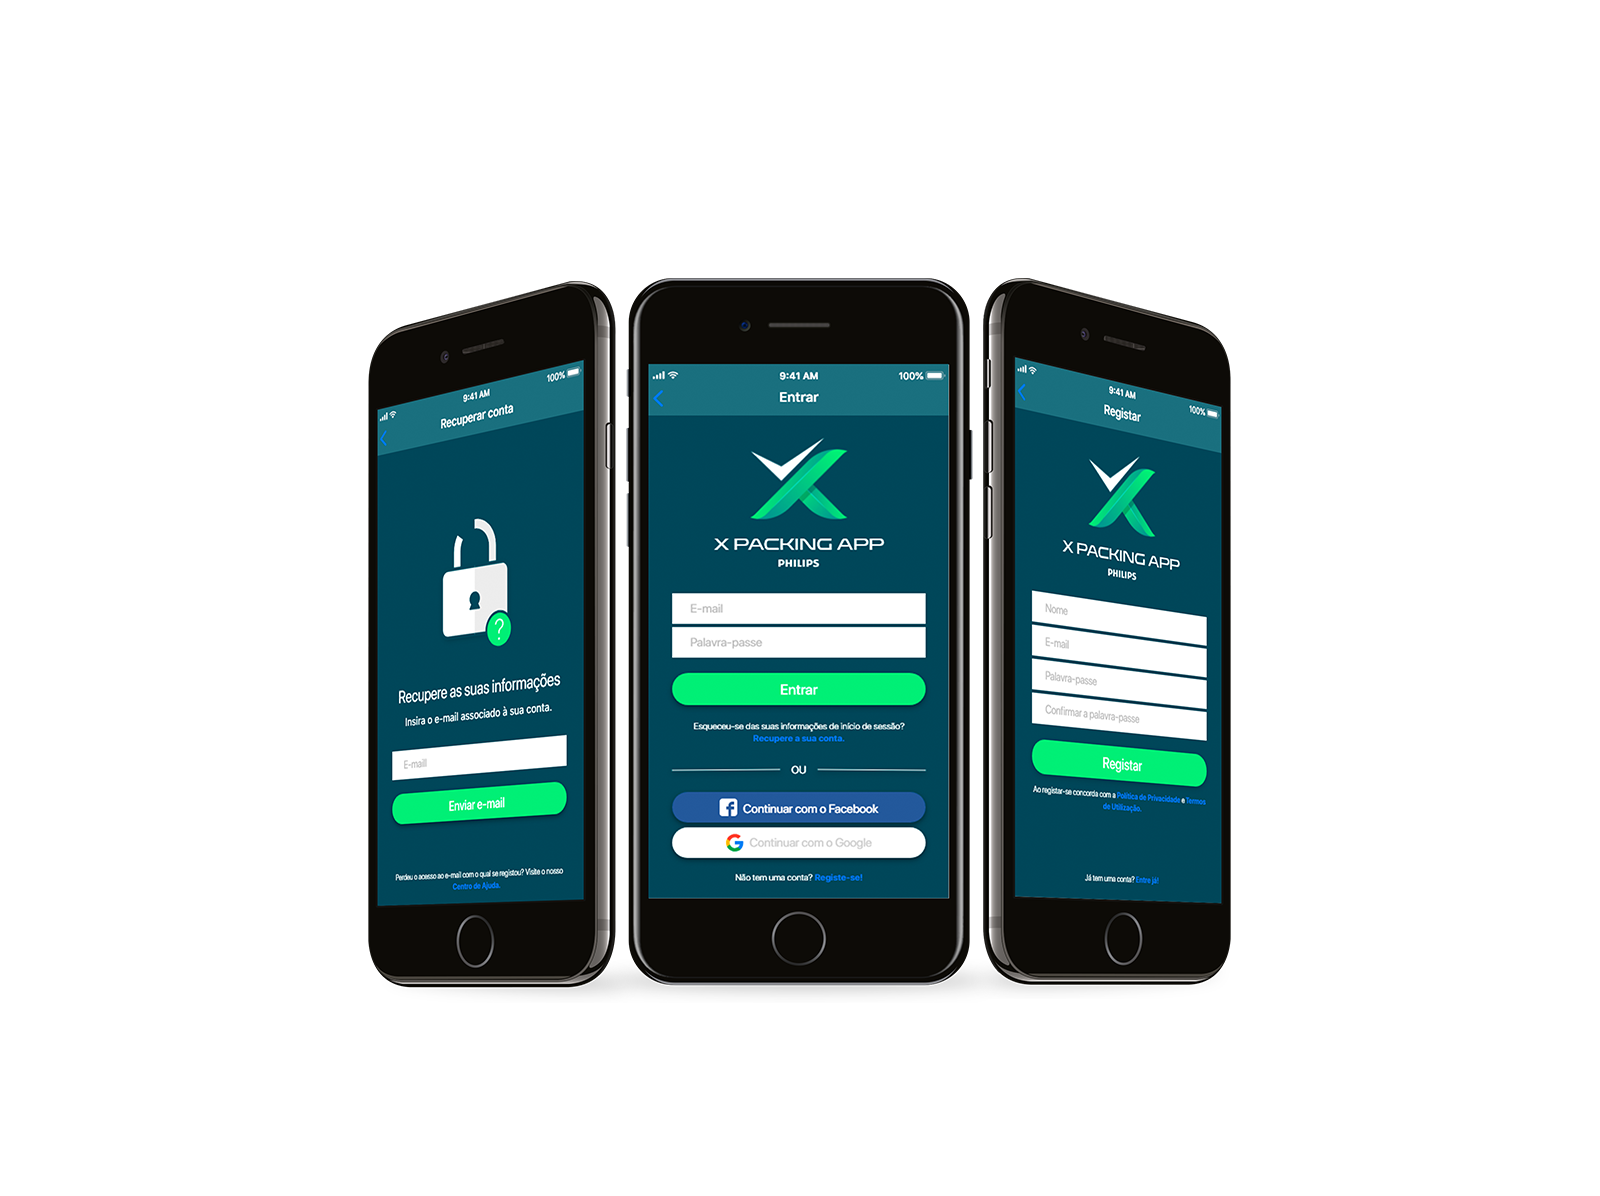 100%
9:41 AM
Recuperar conta
?
Recupere as suas informações
Insira o e-mail associado à sua conta.
E-maill
Enviar e-mail
Perdeu o acesso ao e-mail com o qual se registou? Visite o nosso
Centro de Ajuda.
9:41 AM 100%
Entrar
X PACKING APP
PHILIPS
E-mail
Palavra-passe
Entrar
Esqueceu-se das suas informações de início de sessão?
Recupere a sua conta.
OU
Continuar com o Facebook
Continuar com o Google
Não tem uma conta? Registe-se!
9:41 AM
100%
Registar
X PACKING APP
PHILIPS
Nome
E-mail
Palavra-passe
Confirmar a palavra-passe
Registar
Ao registar-se concorda com a Política de Privacidade e Termos
de Utilização.
Já tem uma conta? Entre já!